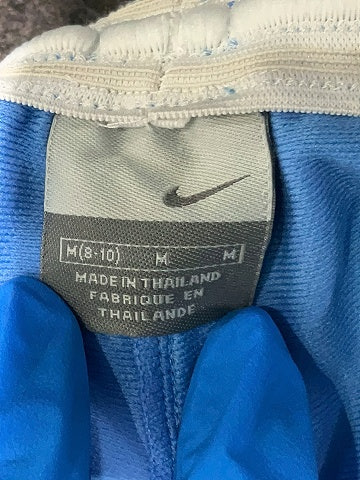 M(8-10) M M
MADE IN THAILAND
FABRIQUE EN
THAILANDE